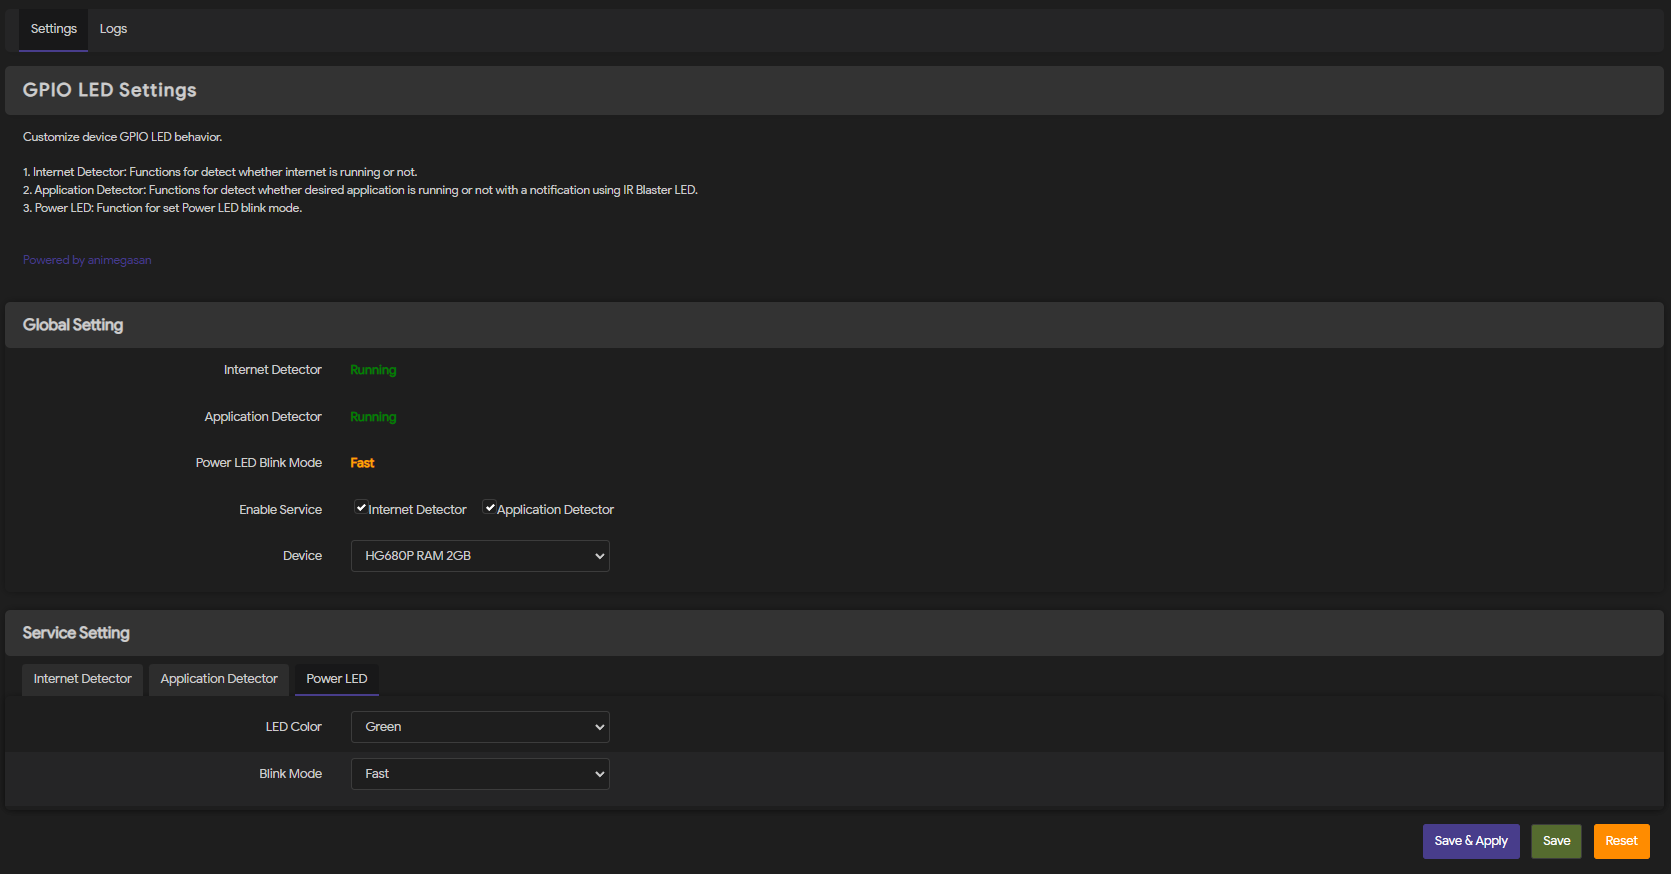 Settings Logs
GPIO LED Settings
Customize device GPIO LED behavior.
1. Internet Detector: Functions for detect whether internet is running or not.
2. Application Detector: Functions for detect whether desired application is running or not with a notification using IR Blaster LED.
3. Power LED: Function for set Power LED blink mode.
Powered by animegasan
Global Setting
Internet Detector Running
Application Detector Running
Power LED Blink Mode Fast
Enable Service Internet Detector Application Detector
Device HG680P RAM 2GB
Service Setting
Internet Detector Application Detector Power LED
LED Color Green
Blink Mode Fast
Save & Apply Save Reset